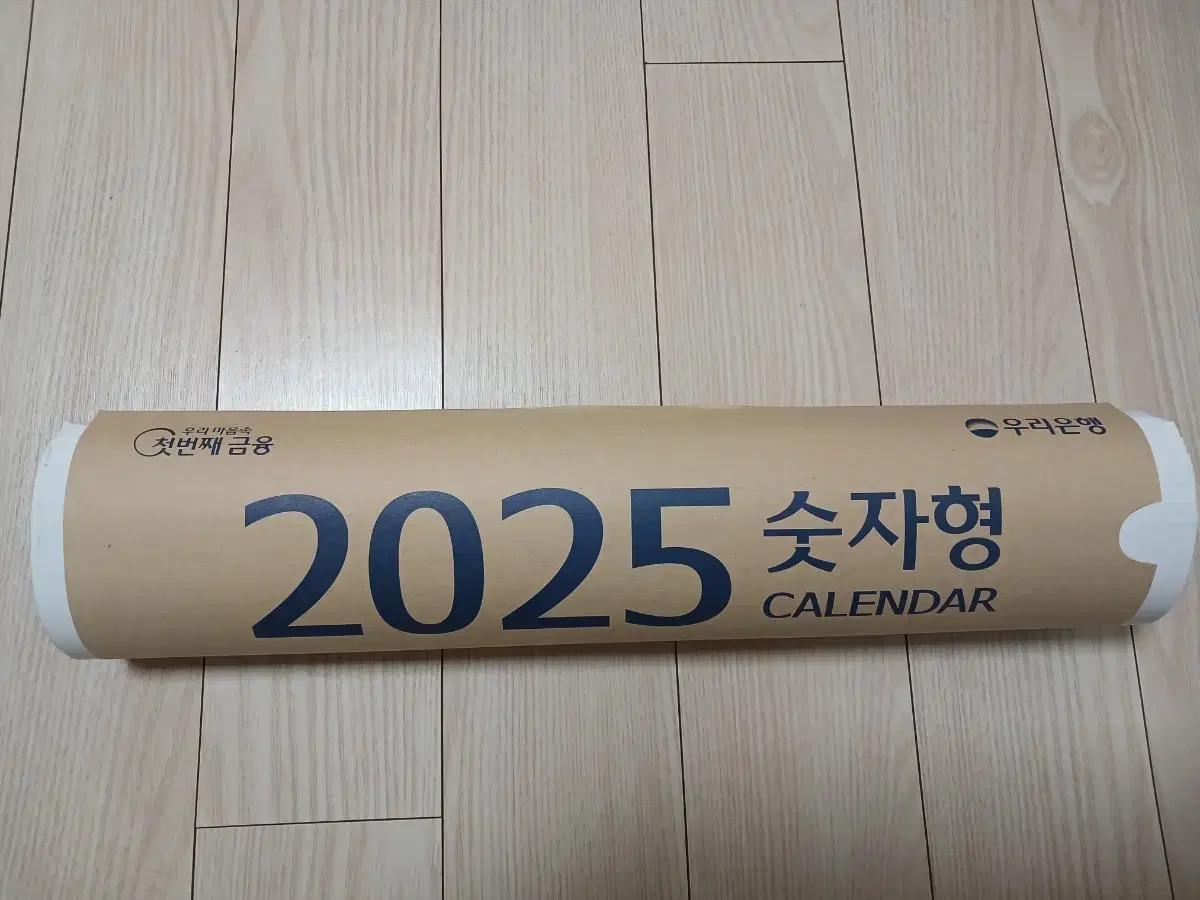 우리 마음속
첫번째 금융
우리은행
2025 숫자형
CALENDAR